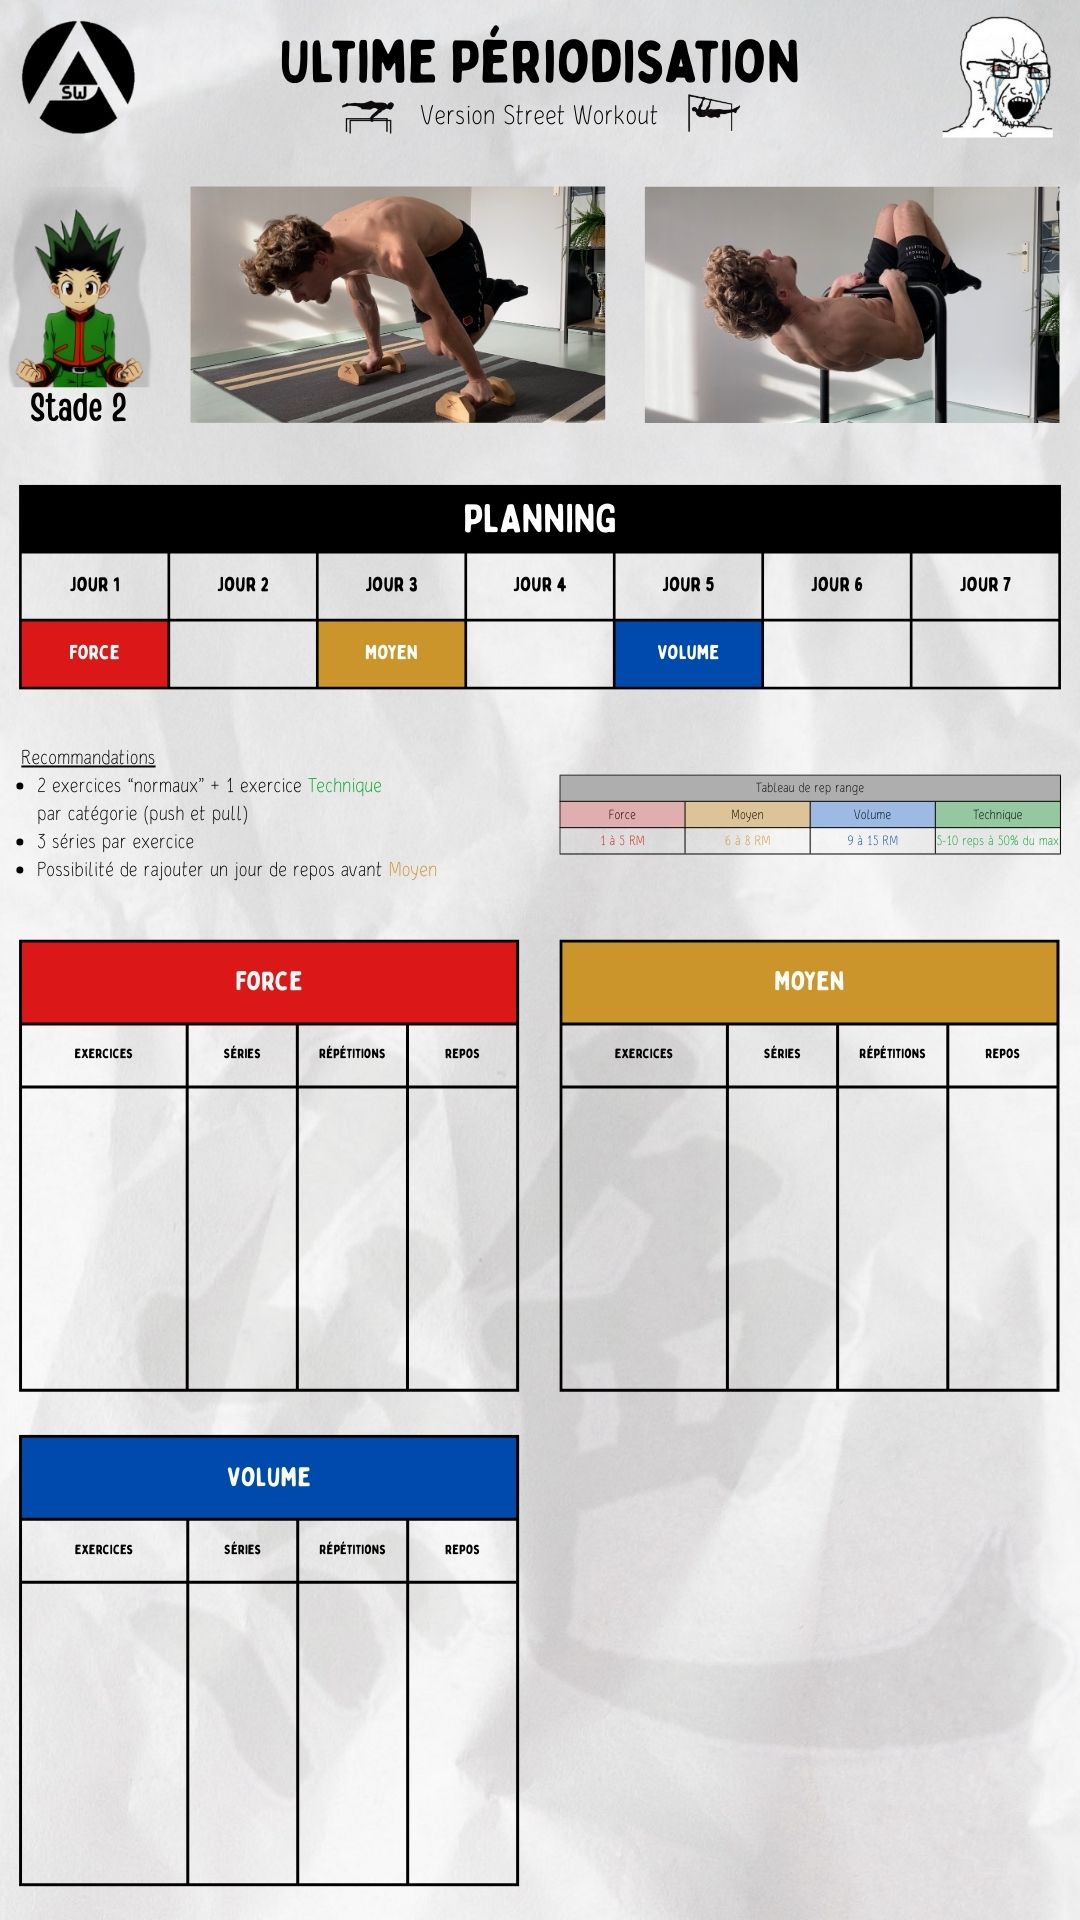 ULTIME PÉRIODISATION
SW
Version Street Workout
Stade 2
PLANNING
JOUR 1 JOUR 2 JOUR 3 JOUR 4 JOUR 5 JOUR 6 JOUR 7
FORCE MOYEN VOLUME
Recommandations
• 2 exercices “normaux” + 1 exercice Technique
par catégorie (push et pull)
• 3 séries par exercice
• Possibilité de rajouter un jour de repos avant Moyen
Tableau de rep range
Force Moyen Volume Technique
1 à 5 RM 6 à 8 RM 9 à 15 RM 5-10 reps à 50% du max
FORCE
EXERCICES SÉRIES RÉPÉTITIONS REPOS
MOYEN
EXERCICES SÉRIES RÉPÉTITIONS REPOS
VOLUME
EXERCICES SÉRIES RÉPÉTITIONS REPOS